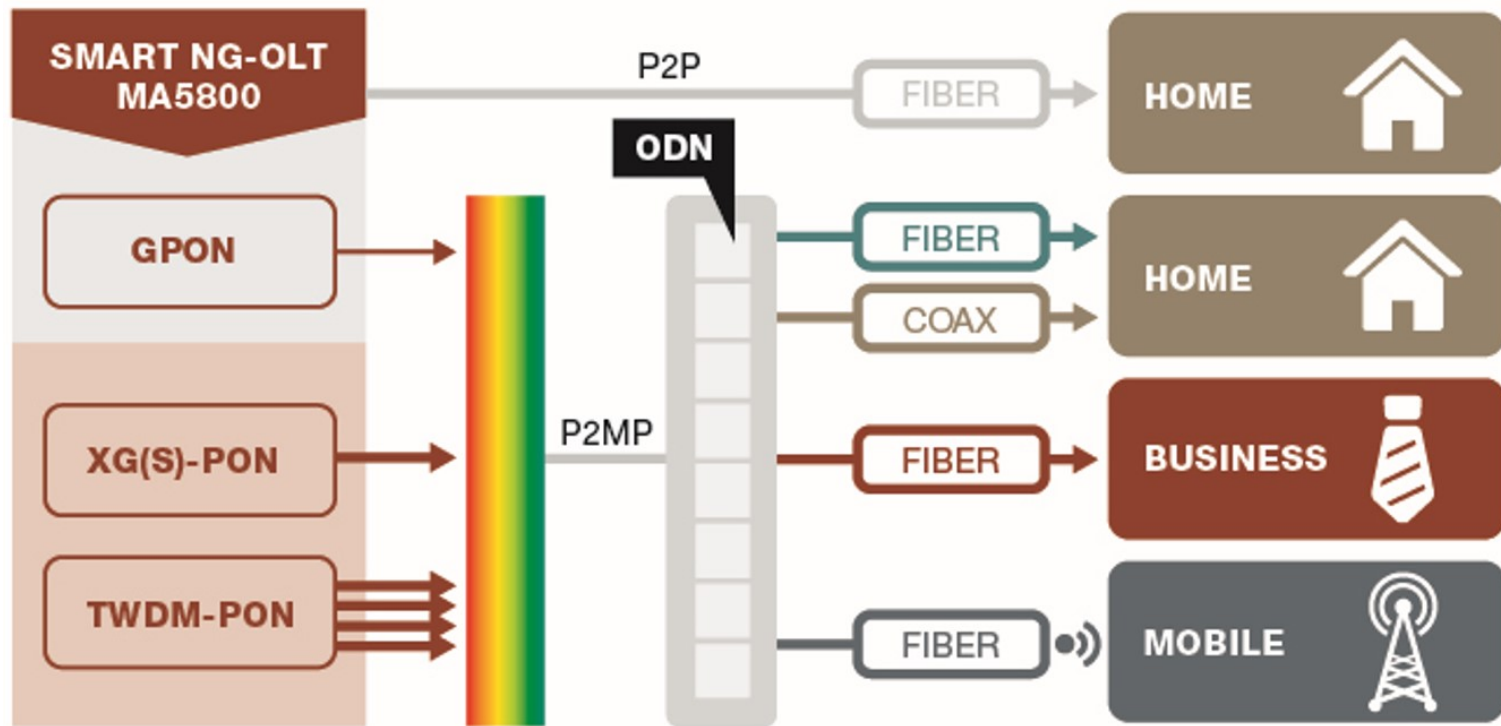 SMART NG-OLT
MA5800
P2P
FIBER
HOME
ODN
GPON
FIBER
COAX
HOME
XG(S)-PON
P2MP
FIBER
BUSINESS
TWDM-PON
FIBER
MOBILE